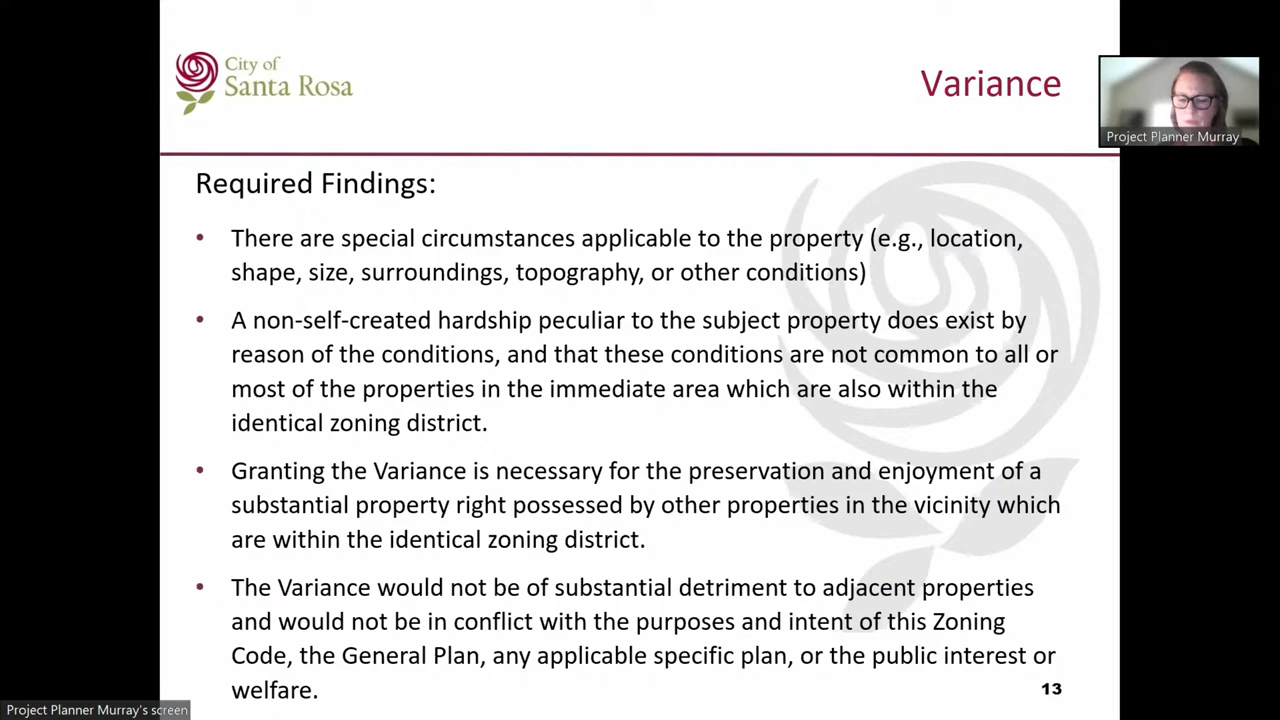 City of
Santa Rosa
Variance
Project Planner Murray
Required Findings:
• There are special circumstances applicable to the property (e.g., location,
shape, size, surroundings, topography, or other conditions)
• A non-self-created hardship peculiar to the subject property does exist by
reason of the conditions, and that these conditions are not common to all or
most of the properties in the immediate area which are also within the
identical zoning district.
• Granting the Variance is necessary for the preservation and enjoyment of a
substantial property right possessed by other properties in the vicinity which
are within the identical zoning district.
• The Variance would not be of substantial detriment to adjacent properties
and would not be in conflict with the purposes and intent of this Zoning
Code, the General Plan, any applicable specific plan, or the public interest or
welfare.
13
Project Planner Murray's screen